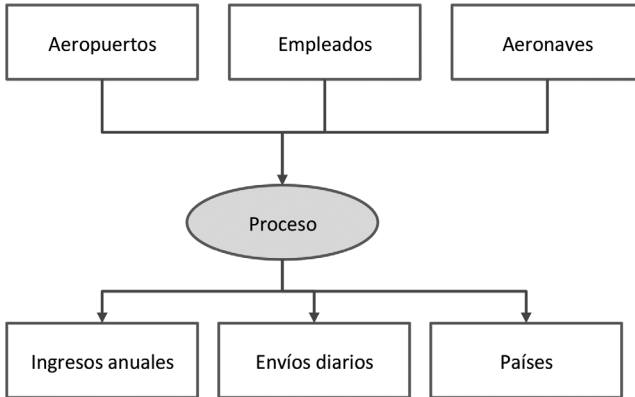 Aeropuertos
Empleados
Aeronaves
Proceso
Ingresos anuales
Envíos diarios
Países